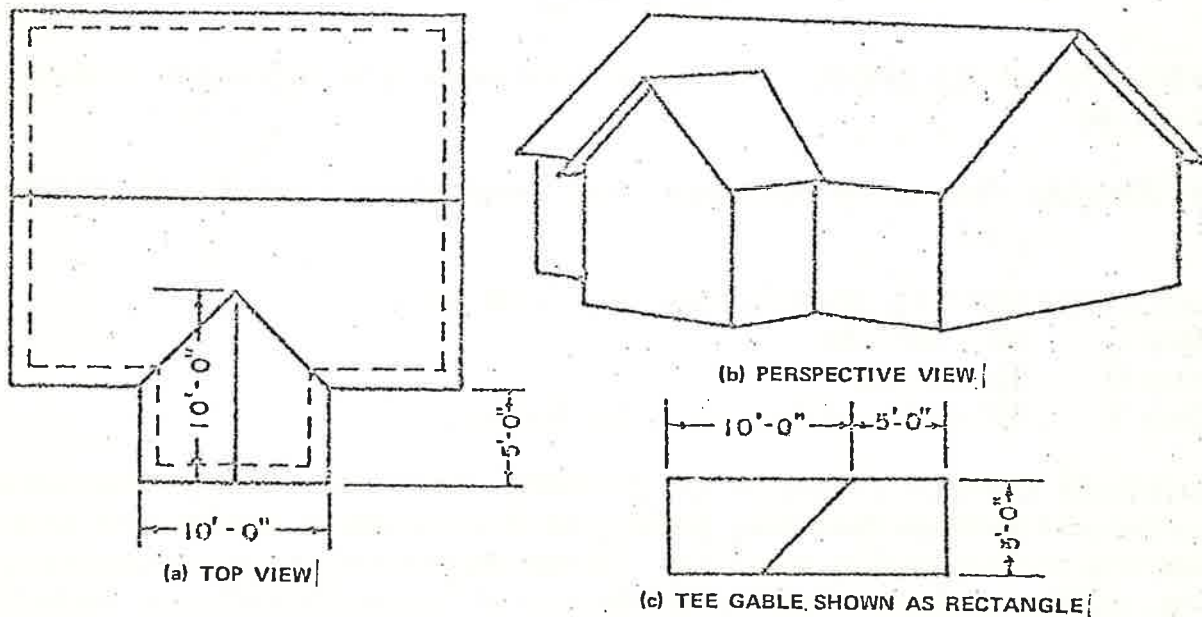 10'-0"
5'-0"
10'-0"
(a) TOP VIEW
(b) PERSPECTIVE VIEW
10'-0" 5'-0"
5'-0"
(c) TEE GABLE SHOWN AS RECTANGLE